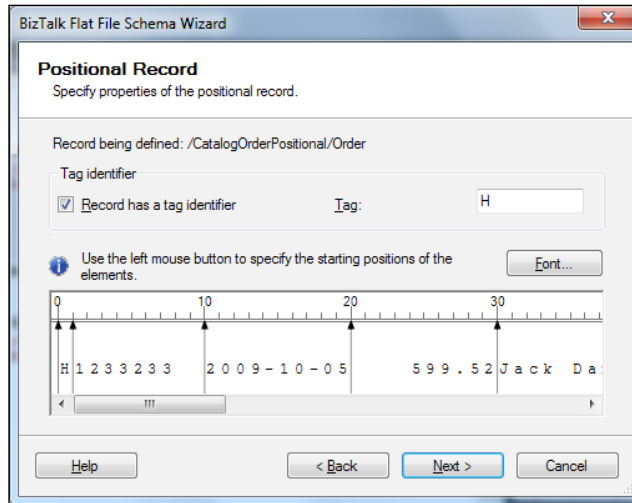 BizTalk Flat File Schema Wizard
Positional Record
Specify properties of the positional record.
Record being defined: /CatalogOrderPositional/Order
Tag identifier
Record has a tag identifier Tag: H
Use the left mouse button to specify the starting positions of the
elements.
Font...
0 10 20 30
H1233233 2009-10-05 599.52Jack Da
Help < Back Next > Cancel